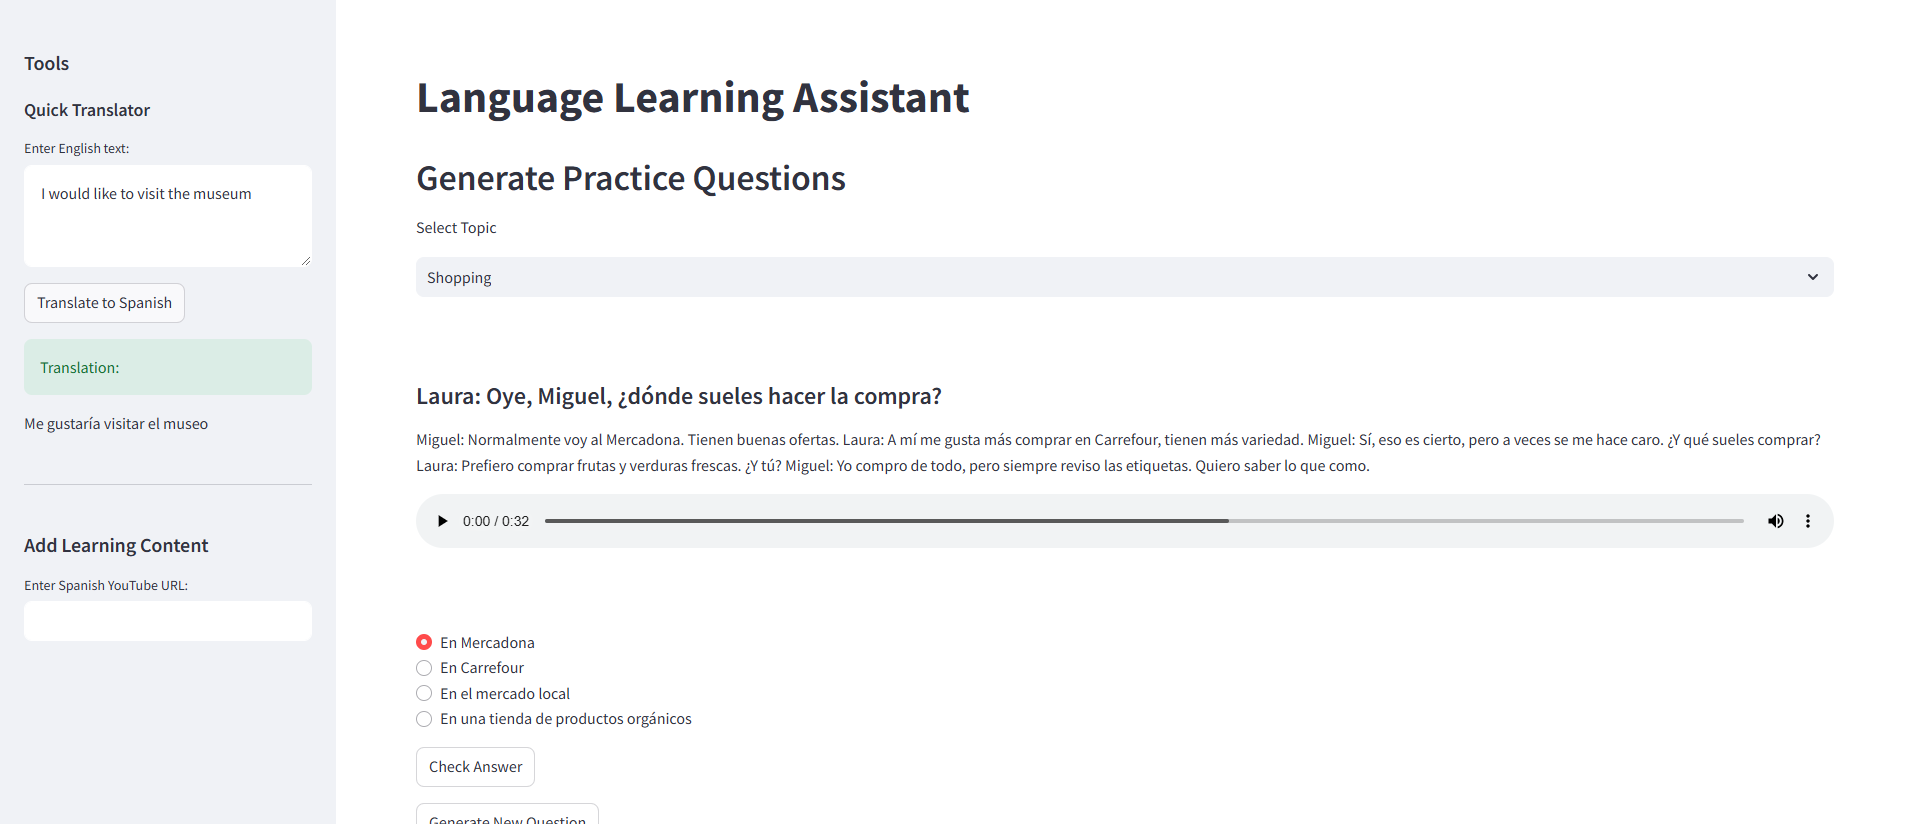 Tools
Quick Translator
Enter English text:
I would like to visit the museum
Translate to Spanish
Translation:
Me gustaría visitar el museo
Add Learning Content
Enter Spanish YouTube URL:
Language Learning Assistant
Generate Practice Questions
Select Topic
Shopping
Laura: Oye, Miguel, ¿dónde sueles hacer la compra?
Miguel: Normalmente voy al Mercadona. Tienen buenas ofertas. Laura: A mí me gusta más comprar en Carrefour, tienen más variedad. Miguel: Sí, eso es cierto, pero a veces se me hace caro. ¿Y qué sueles comprar?
Laura: Prefiero comprar frutas y verduras frescas. ¿Y tú? Miguel: Yo compro de todo, pero siempre reviso las etiquetas. Quiero saber lo que como.
0:00 / 0:32
En Mercadona
En Carrefour
En el mercado local
En una tienda de productos orgánicos
Check Answer
Generate New Question